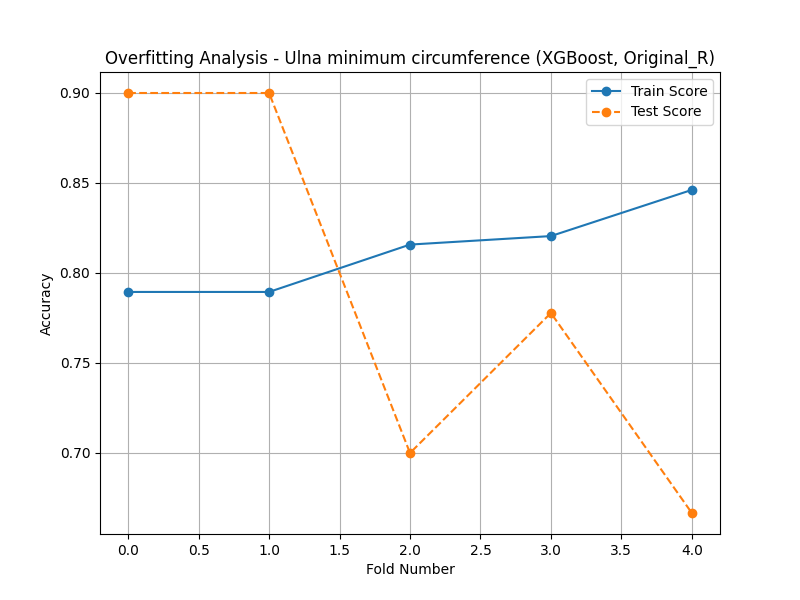 Overfitting Analysis - Ulna minimum circumference (XGBoost, Original_R)
Train Score
Test Score
0.90
0.85
0.80
0.75
0.70
Accuracy
0.0 0.5 1.0 1.5 2.0 2.5 3.0 3.5 4.0
Fold Number